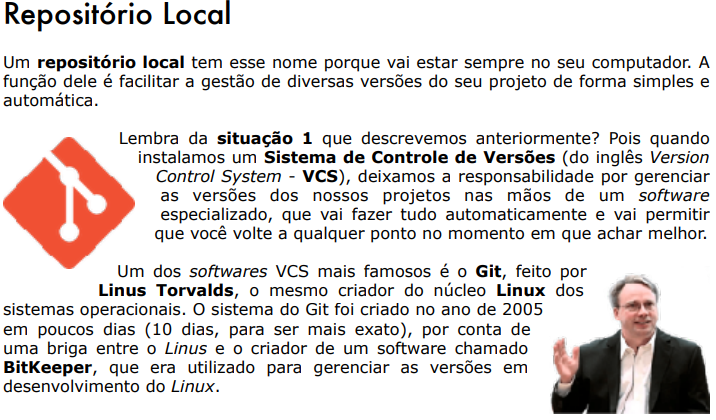 Repositório Local
Um repositório local tem esse nome porque vai estar sempre no seu computador. A
função dele é facilitar a gestão de diversas versões do seu projeto de forma simples e
automática.
Lembra da situação 1 que descrevemos anteriormente? Pois quando
instalamos um Sistema de Controle de Versões (do inglês Version
Control System - VCS), deixamos a responsabilidade por gerenciar
as versões dos nossos projetos nas mãos de um software
especializado, que vai fazer tudo automaticamente e vai permitir
que você volte a qualquer ponto no momento em que achar melhor.
Um dos softwares VCS mais famosos é o Git, feito por
Linus Torvalds, o mesmo criador do núcleo Linux dos
sistemas operacionais. O sistema do Git foi criado no ano de 2005
em poucos dias (10 dias, para ser mais exato), por conta de
uma briga entre o Linus e o criador de um software chamado
BitKeeper, que era utilizado para gerenciar as versões em
desenvolvimento do Linux.